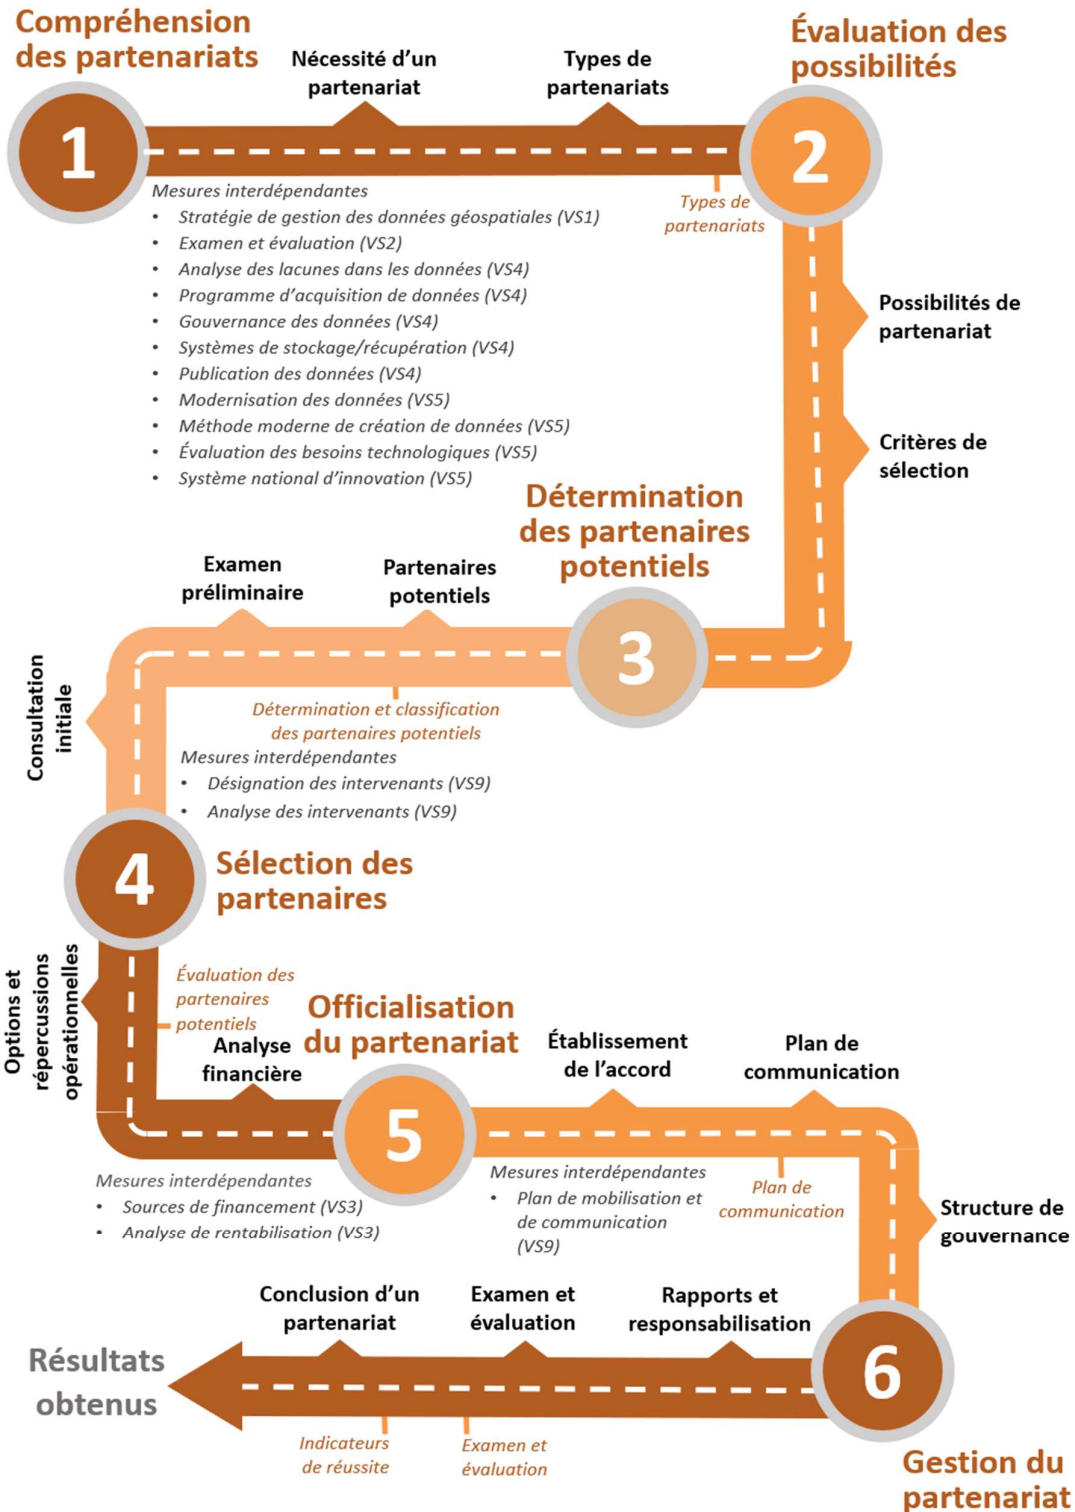 Compréhension
des partenariats
1
Nécessité d’un
partenariat
Types de
partenariats
Évaluation des
possibilités
2
Types de
partenariats
Mesures interdépendantes
• Stratégie de gestion des données géospatiales (VS1)
• Examen et évaluation (VS2)
• Analyse des lacunes dans les données (VS4)
• Programme d’acquisition de données (VS4)
• Gouvernance des données (VS4)
• Systèmes de stockage/récupération (VS4)
• Publication des données (VS4)
• Modernisation des données (VS5)
• Méthode moderne de création de données (VS5)
• Évaluation des besoins technologiques (VS5)
• Système national d’innovation (VS5)
Possibilités de
partenariat
Critères de
sélection
Détermination
des partenaires
potentiels
3
Partenaires
potentiels
Examen
préliminaire
Détermination et classification
des partenaires potentiels
Mesures interdépendantes
• Désignation des intervenants (VS9)
• Analyse des intervenants (VS9)
Consultation
initiale
4
Sélection des
partenaires
Options et
répercussions
opérationnelles
Évaluation des
partenaires
potentiels
Analyse
financière
Mesures interdépendantes
• Sources de financement (VS3)
• Analyse de rentabilisation (VS3)
Officialisation
du partenariat
5
Établissement
de l’accord
Plan de
communication
Mesures interdépendantes
• Plan de mobilisation et
de communication
(VS9)
Plan de
communication
Structure de
gouvernance
6
Gestion du
partenariat
Rapports et
responsabilisation
Examen et
évaluation
Conclusion d’un
partenariat
Indicateurs
de réussite
Examen et
évaluation
Résultats
obtenus